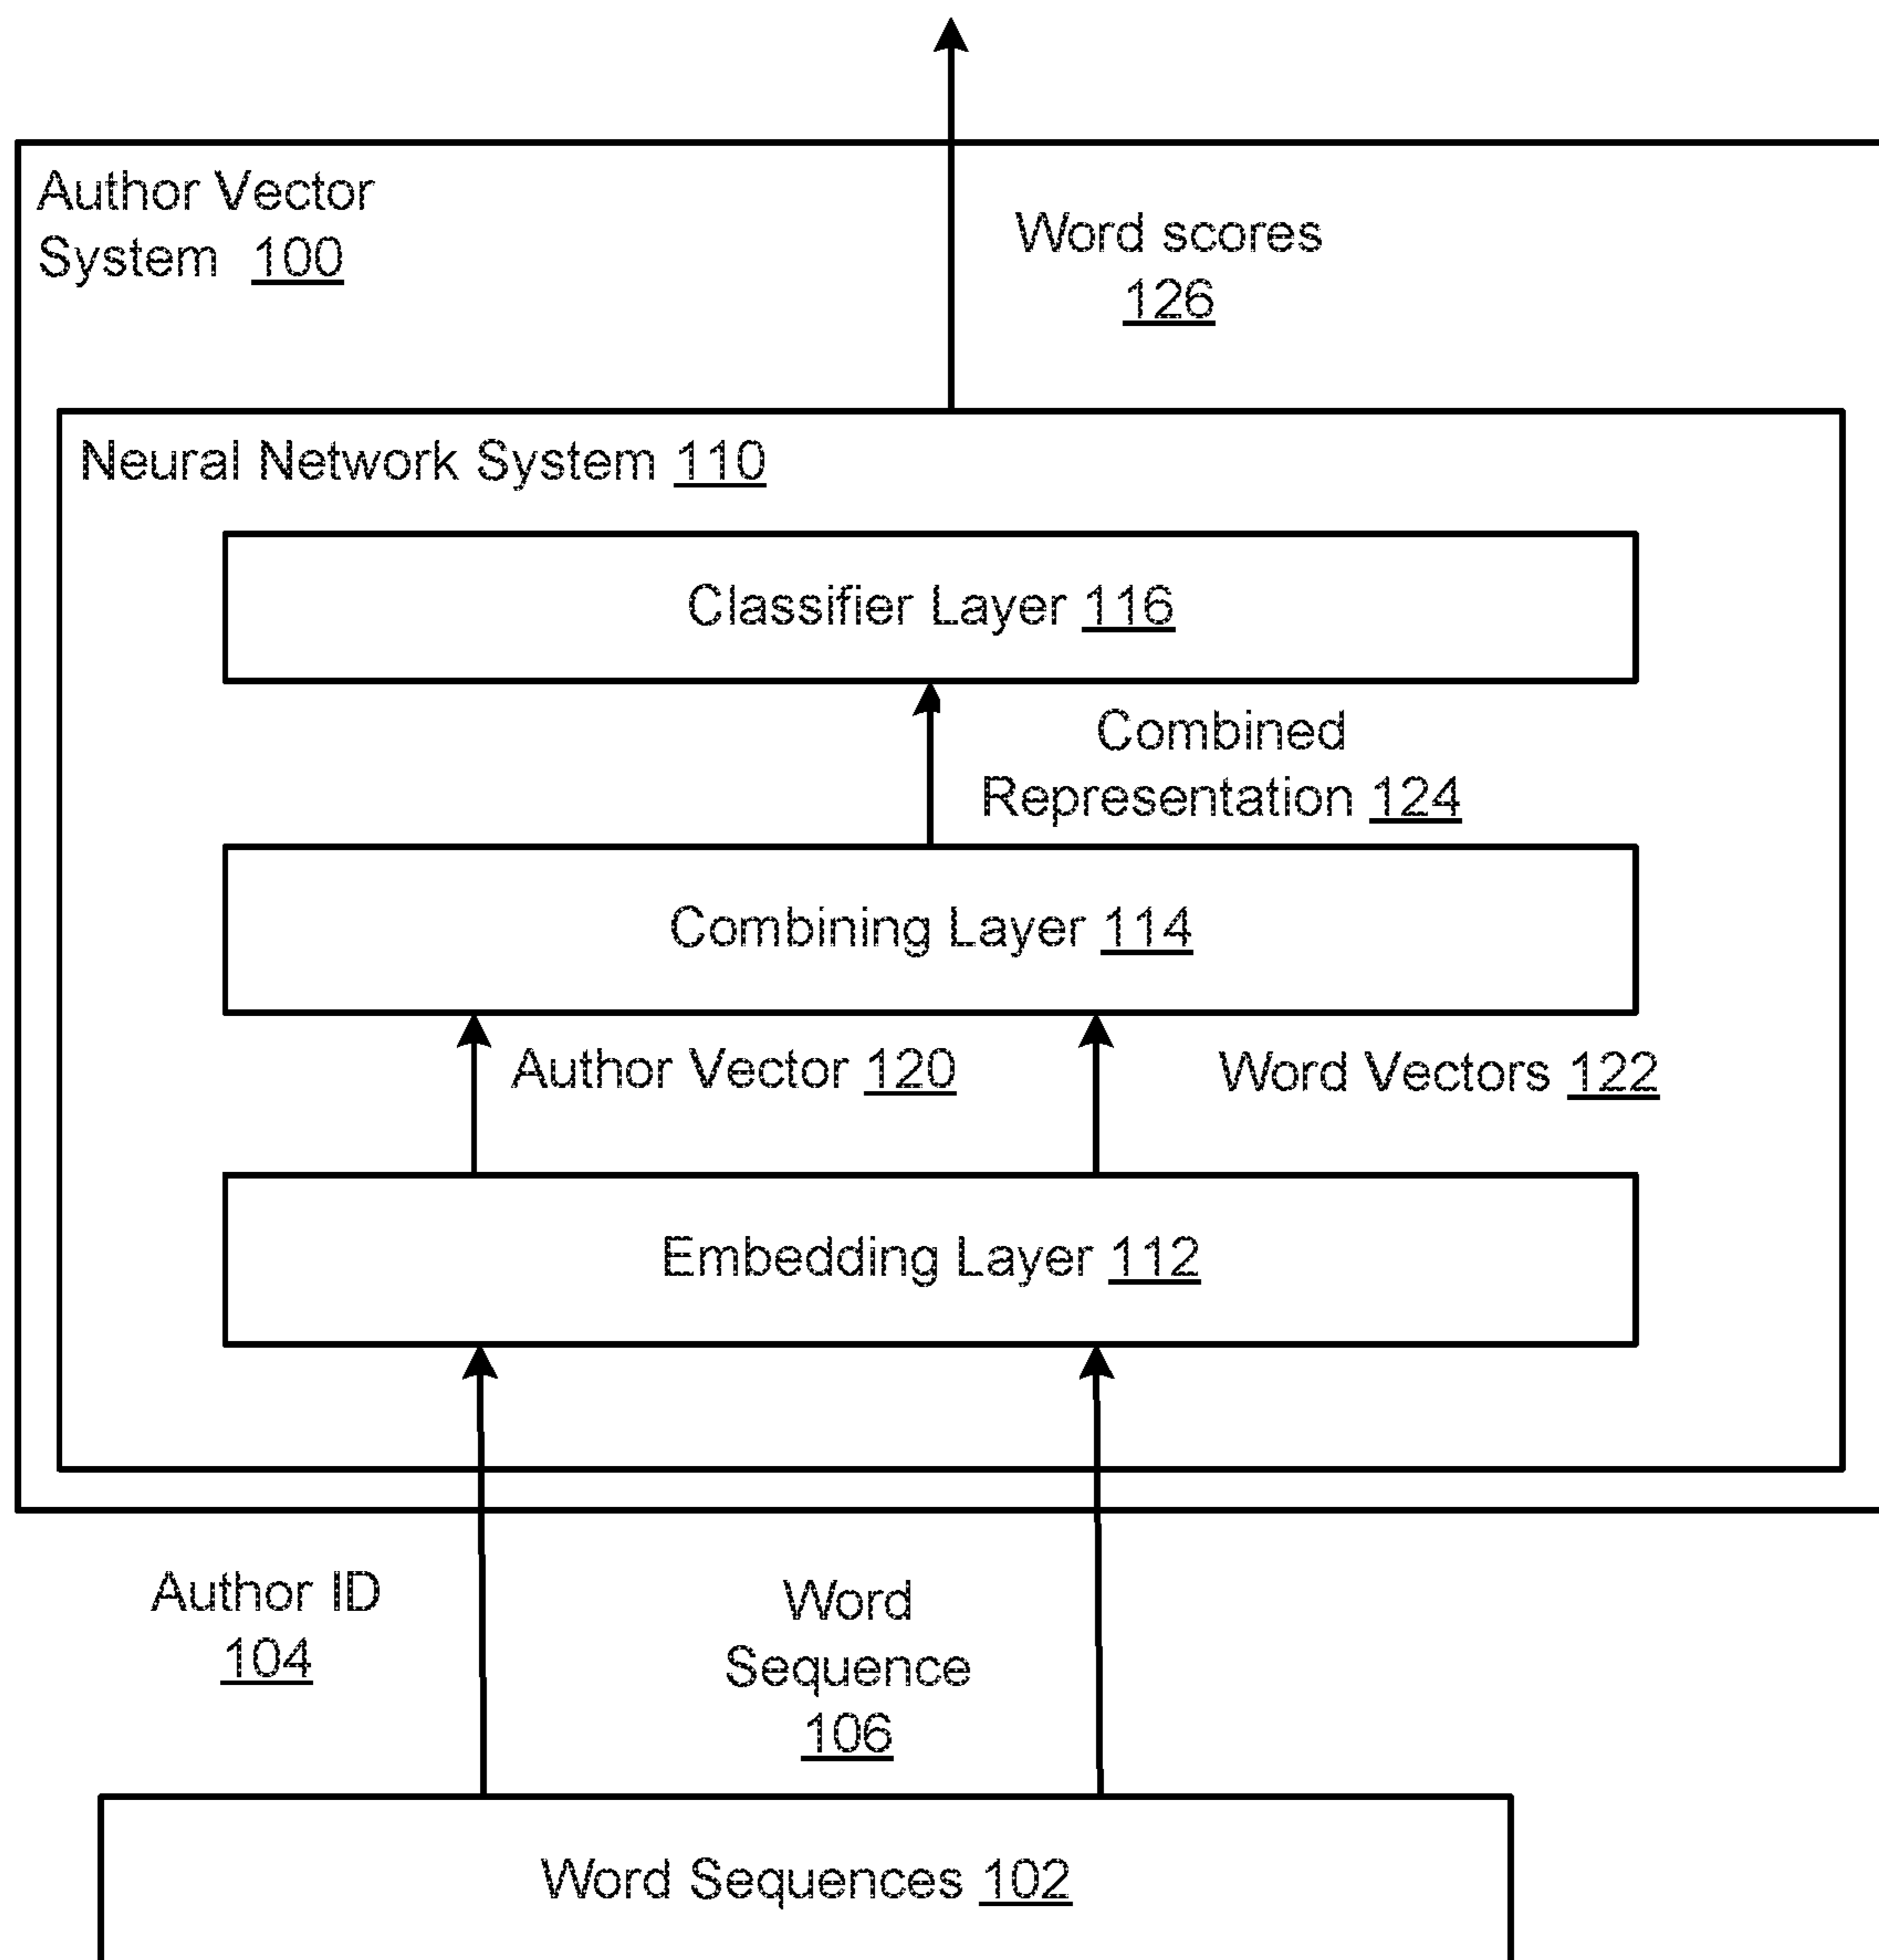 Author Vector
System 100
Word scores
126
Neural Network System 110
Classifier Layer 116
Combined
Representation 124
Combining Layer 114
Author Vector 120
Word Vectors 122
Embedding Layer 112
Author ID
104
Word
Sequence
106
Word Sequences 102